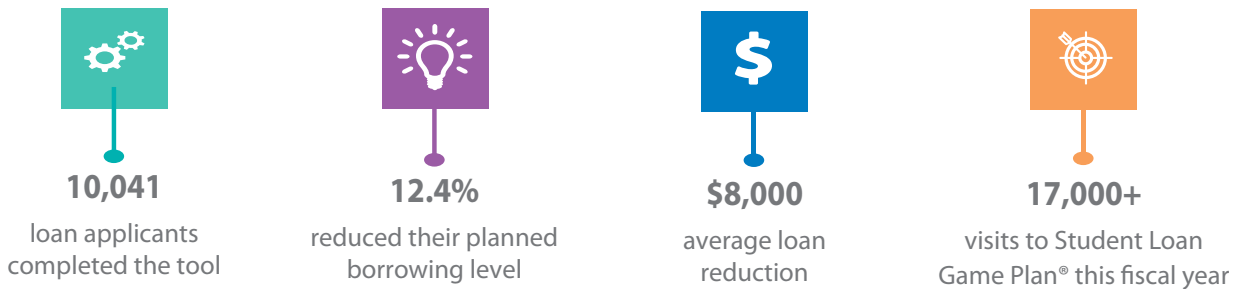 10,041
loan applicants
completed the tool
12.4%
reduced their planned
borrowing level
$
$8,000
average loan
reduction
17,000+
visits to Student Loan
Game Plan® this fiscal year